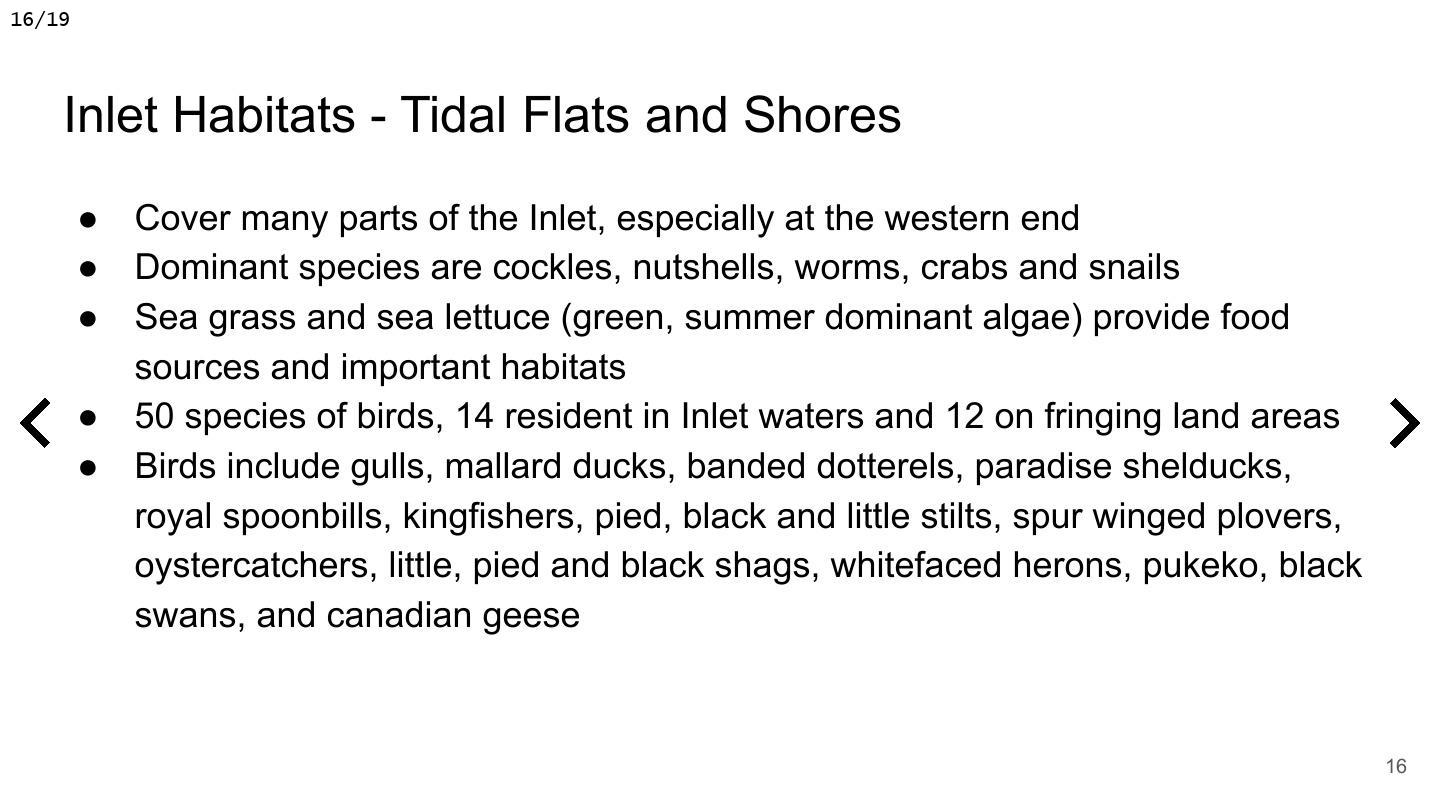 16/19
Inlet Habitats - Tidal Flats and Shores
● Cover many parts of the Inlet, especially at the western end
● Dominant species are cockles, nutshells, worms, crabs and snails
● Sea grass and sea lettuce (green, summer dominant algae) provide food
sources and important habitats
● 50 species of birds, 14 resident in Inlet waters and 12 on fringing land areas
● Birds include gulls, mallard ducks, banded dotterels, paradise shelducks,
royal spoonbills, kingfishers, pied, black and little stilts, spur winged plovers,
oystercatchers, little, pied and black shags, whitefaced herons, pukeko, black
swans, and canadian geese
16